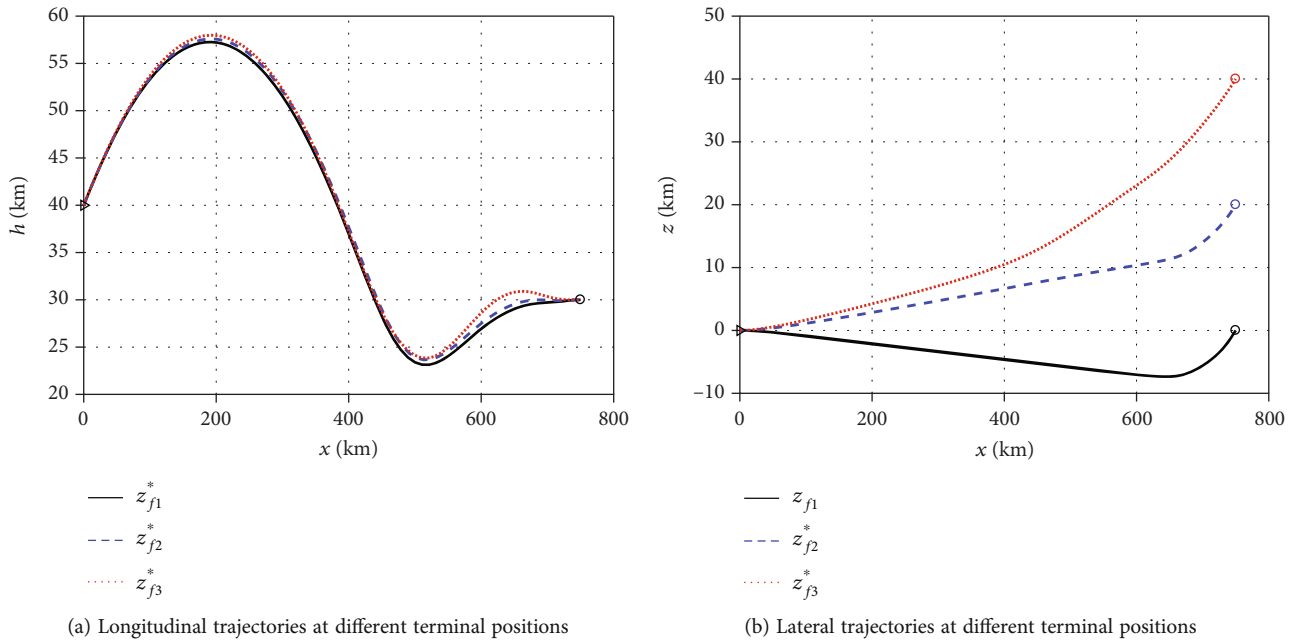 60
55
50
45
40
35
30
25
20
h (km)
0
200
400
600
800
x (km)
z*f1
z*f2
z*f3
(a) Longitudinal trajectories at different terminal positions
50
40
30
20
10
0
−10
z (km)
0
200
400
600
800
x (km)
zf1
z*f2
z*f3
(b) Lateral trajectories at different terminal positions